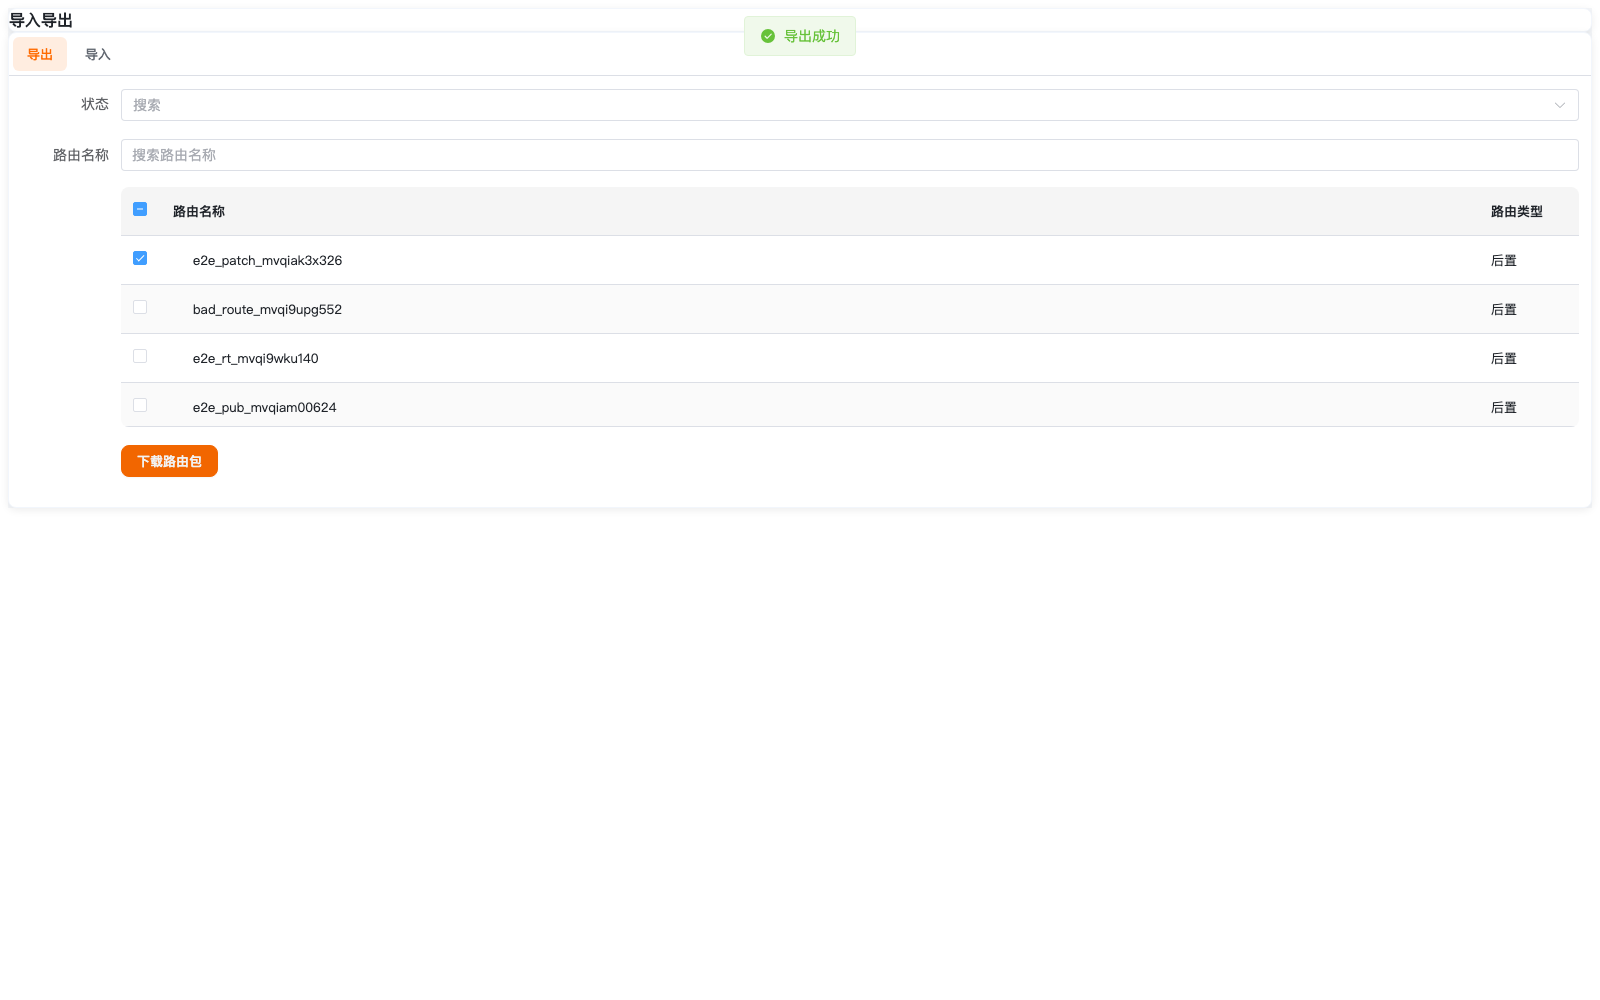 导入导出
导出成功
导出 导入
状态 搜索
路由名称 搜索路由名称
路由名称 路由类型
e2e_patch_mvqiak3x326 后置
bad_route_mvqi9upg552 后置
e2e_rt_mvqi9wku140 后置
e2e_pub_mvqiam00624 后置
下载路由包